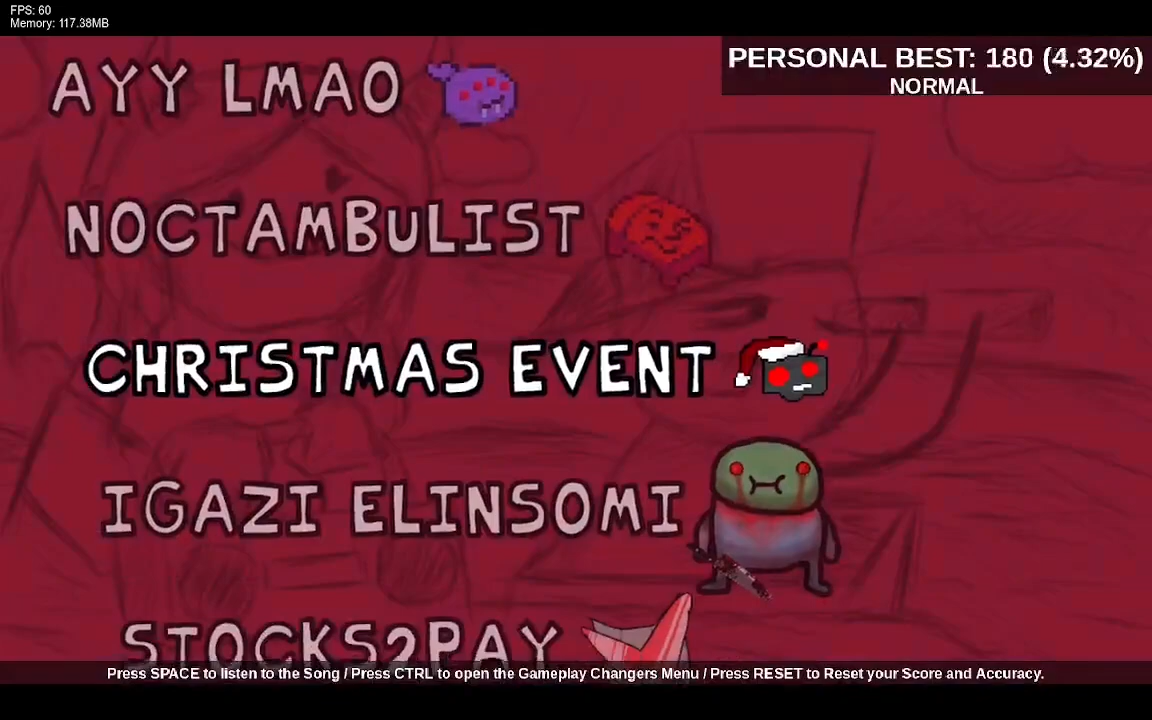 FPS: 60
Memory: 117.38MB
PERSONAL BEST: 180 (4.32%)
NORMAL
AYY LMAO
NOCTAMBULIST
CHRISTMAS EVENT
IGAZI ELINSOMI
STOCKS2PAY
Press SPACE to listen to the Song / Press CTRL to open the Gameplay Changers Menu / Press RESET to Reset your Score and Accuracy.